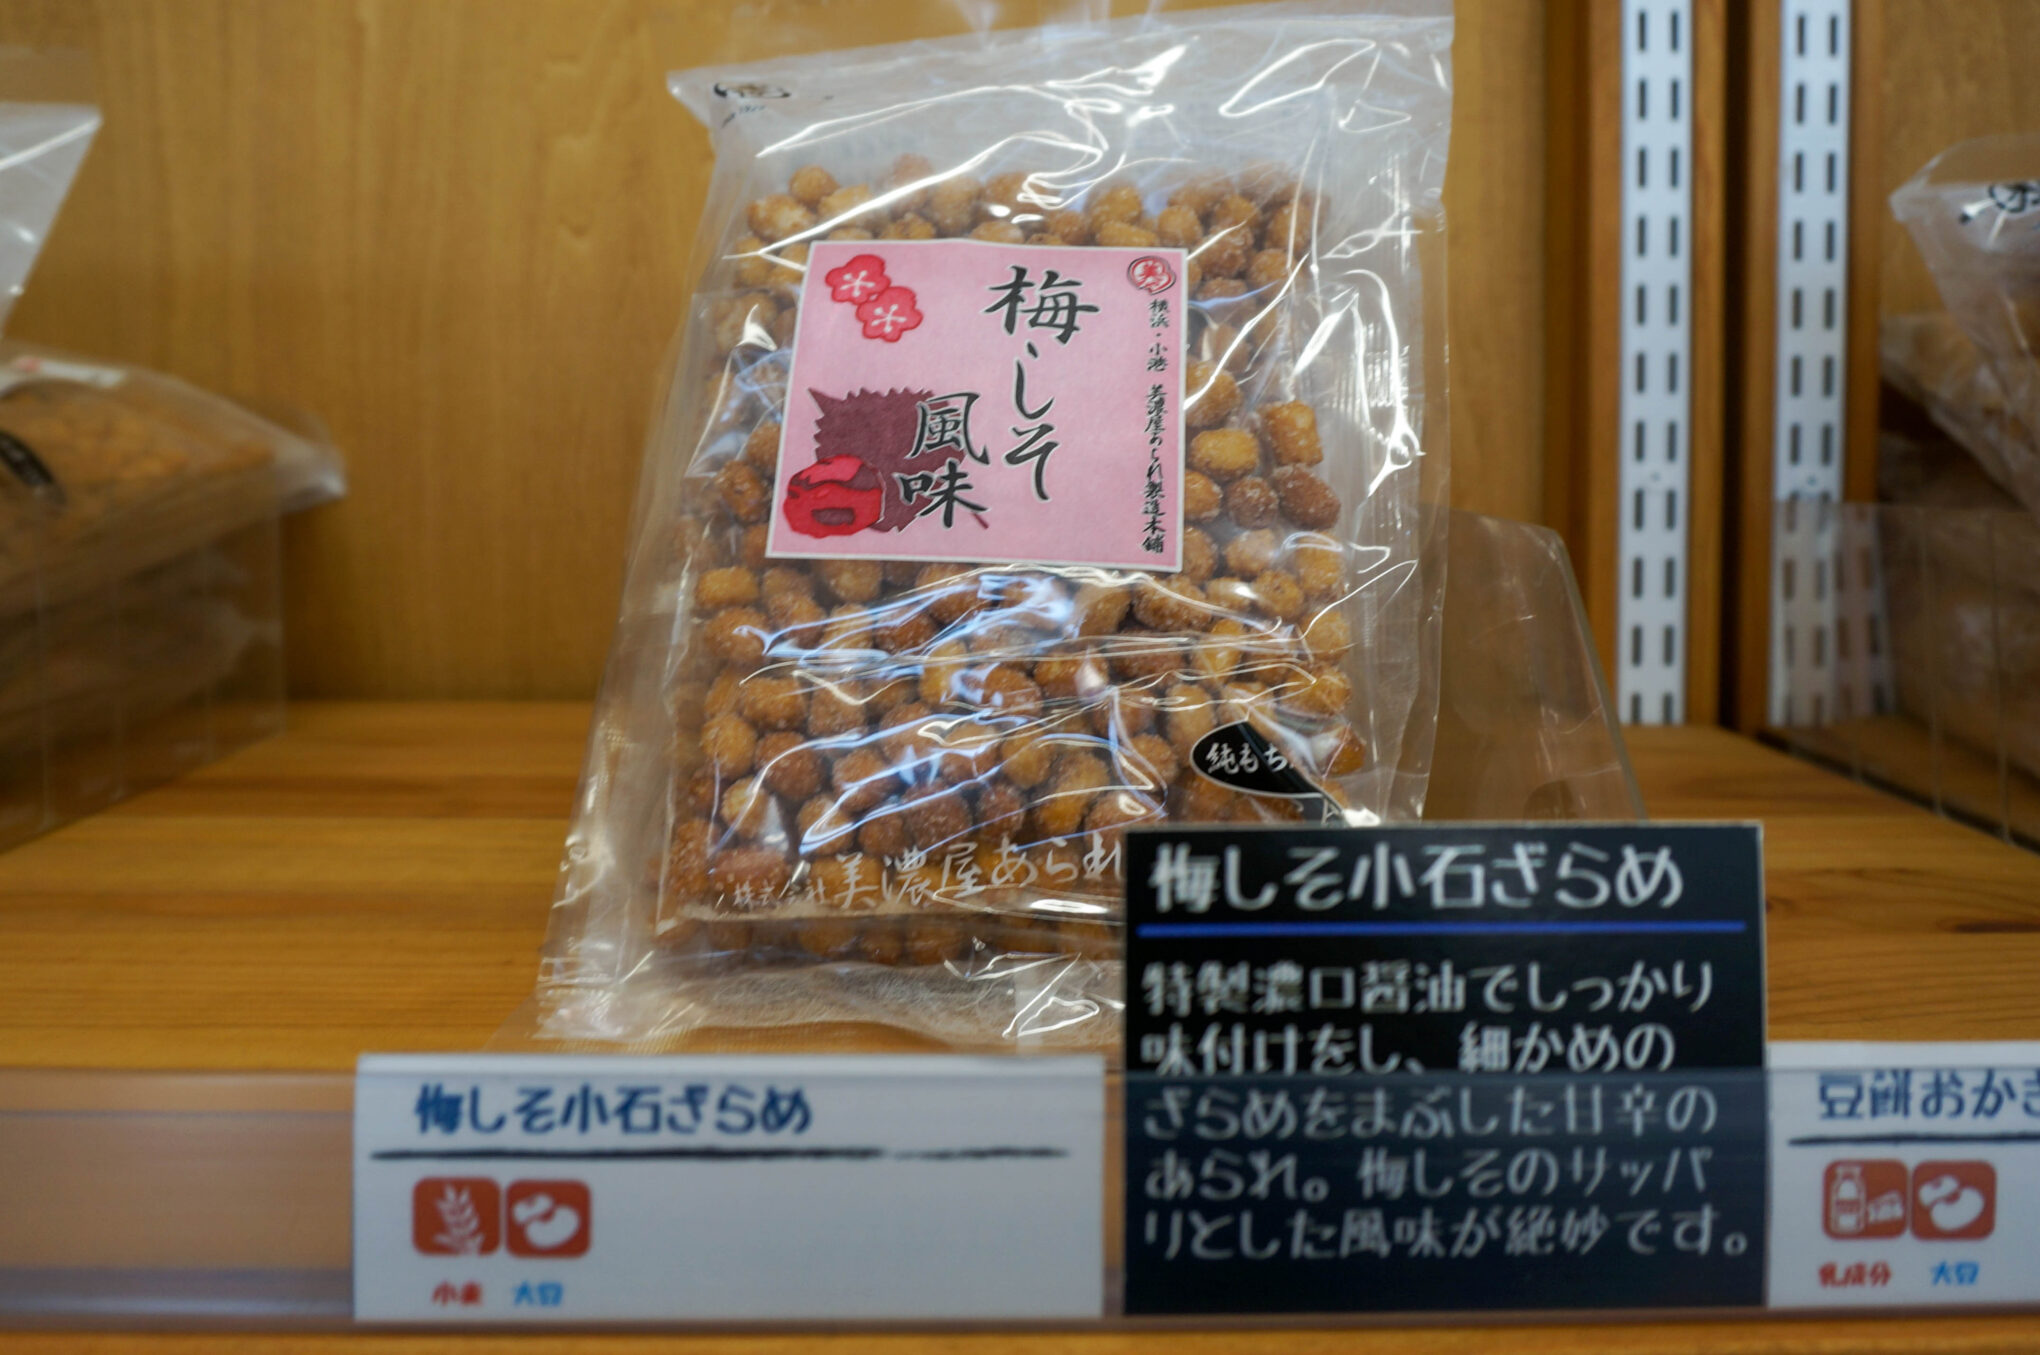 梅しそ
風味
美
横浜・小港 美濃屋あられ製造本舗
純もち
株式会社 美濃屋あられ
梅しそ小石ざらめ
特製濃口醤油でしっかり
味付けをし、細かめの
ざらめをまぶした甘辛の
あられ。梅しそのサッパ
リとした風味が絶妙です。
梅しそ小石ざらめ
小麦 大豆
豆餅おかき
乳成分 大豆